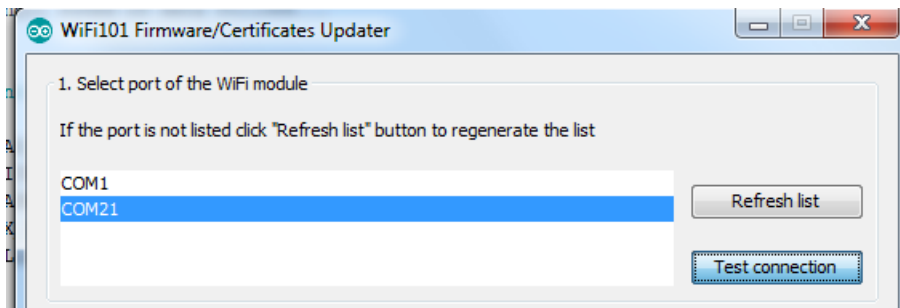 WiFi101 Firmware/Certificates Updater
1. Select port of the WiFi module
If the port is not listed click "Refresh list" button to regenerate the list
COM1
COM21
Refresh list
Test connection